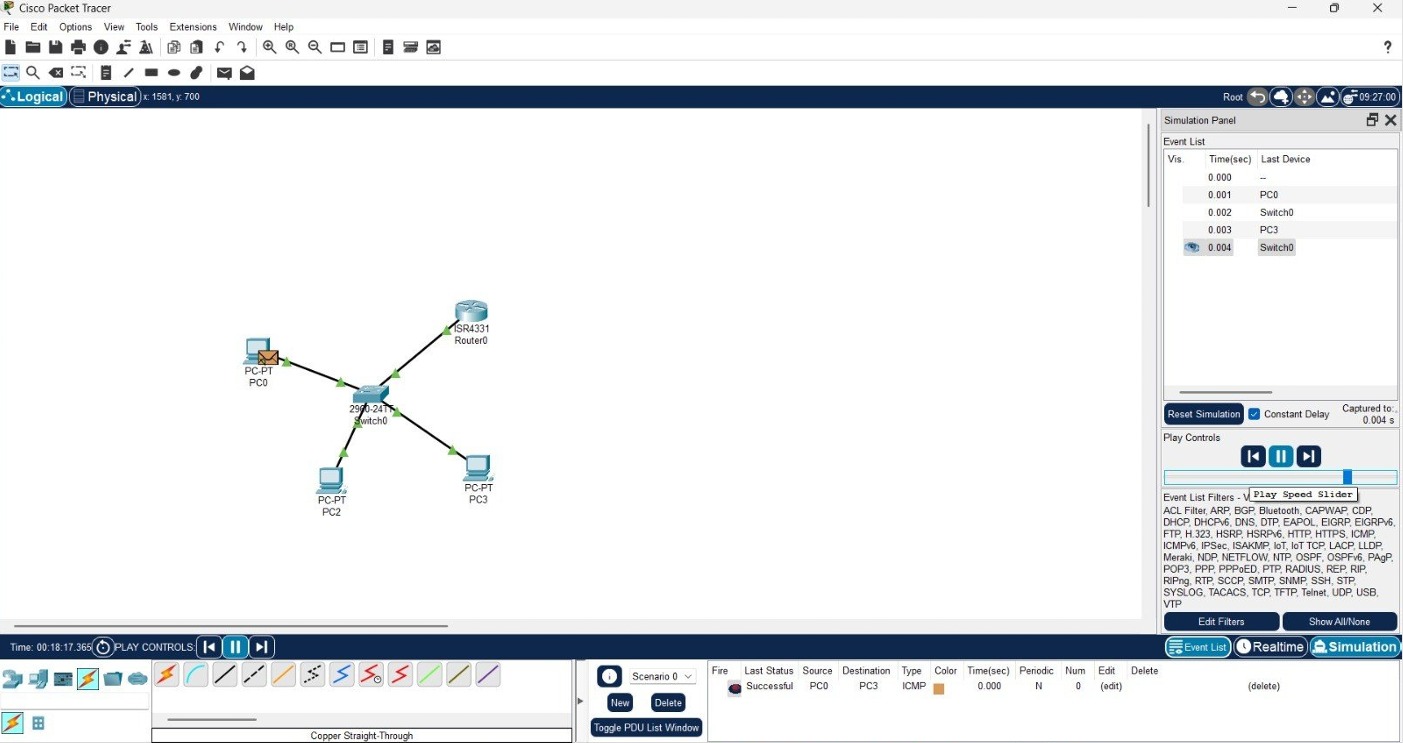 Cisco Packet Tracer
File Edit Options View Tools Extensions Window Help
?
Logical Physical x: 1581, y: 700 Root 09:27:00
ISR4331
Router0
PC-PT
PC0
2960-24TT
Switch0
PC-PT
PC2
PC-PT
PC3
Simulation Panel
Event List
Vis. Time(sec) Last Device
0.000 --
0.001 PC0
0.002 Switch0
0.003 PC3
0.004 Switch0
Reset Simulation Constant Delay Captured to:
0.004 s
Play Controls
Play Speed Slider
Event List Filters - V
ACL Filter, ARP, BGP, Bluetooth, CAPWAP, CDP,
DHCP, DHCPv6, DNS, DTP, EAPOL, EIGRP, EIGRPv6,
FTP, H.323, HSRP, HSRPv6, HTTP, HTTPS, ICMP,
ICMPv6, IPSec, ISAKMP, IoT, IoT TCP, LACP, LLDP,
Meraki, NDP, NETFLOW, NTP, OSPF, OSPFv6, PAgP,
POP3, PPP, PPPoED, PTP, RADIUS, REP, RIP,
RIPng, RTP, SCCP, SMTP, SNMP, SSH, STP,
SYSLOG, TACACS, TCP, TFTP, Telnet, UDP, USB,
VTP
Edit Filters Show All/None
Time: 00:18:17.365 PLAY CONTROLS: Event List Realtime Simulation
Copper Straight-Through
Scenario 0
New Delete
Toggle PDU List Window
Fire Last Status Source Destination Type Color Time(sec) Periodic Num Edit Delete
Successful PC0 PC3 ICMP 0.000 N 0 (edit) (delete)